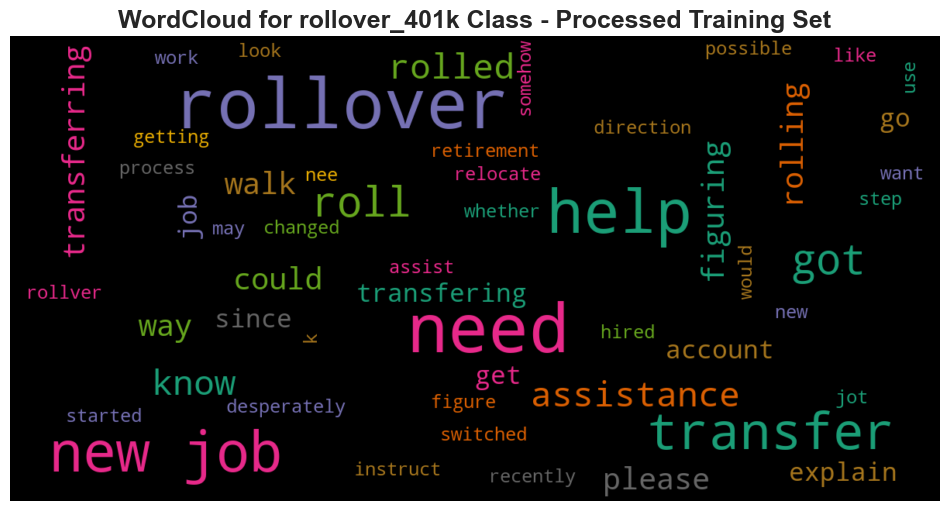 WordCloud for rollover_401k Class - Processed Training Set
transferring
work
look
rolled
somehow
possible
like
use
rollover
getting
process
walk
nee
roll
job
may
changed
retirement
relocate
whether
direction
help
figuring
rolling
go
want
step
got
would
new
rollver
could
way
since
k
assist
transfering
need
hired
account
know
get
started
desperately
figure
assistance
switched
jot
transfer
new job
instruct
recently
please
explain